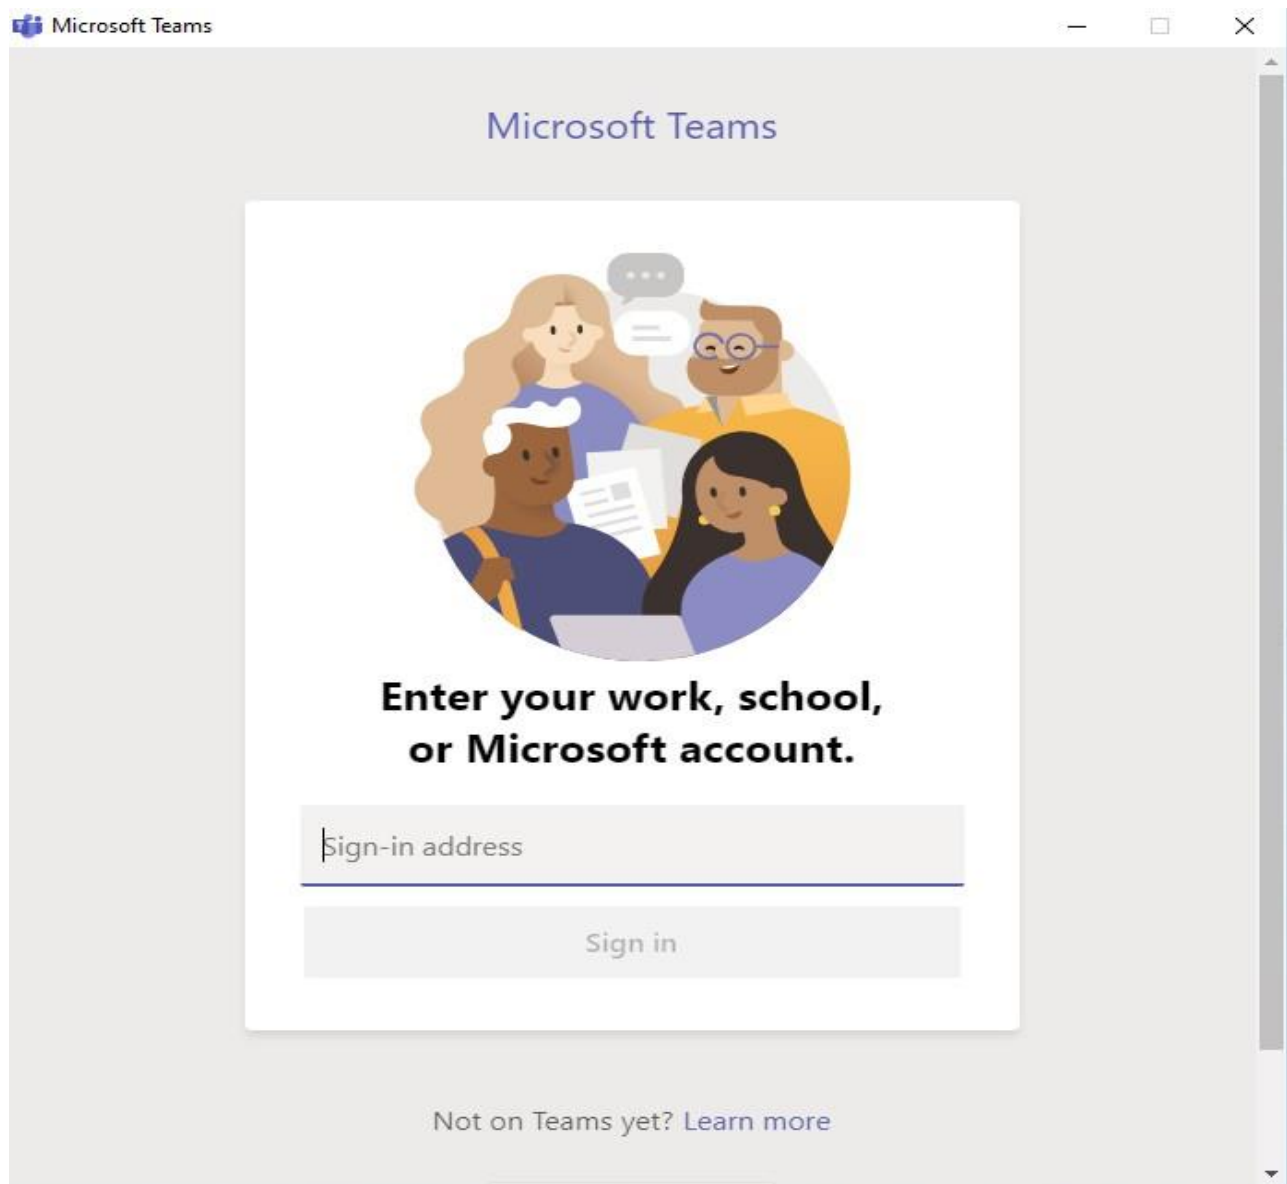 Microsoft Teams
Microsoft Teams
Enter your work, school,
or Microsoft account.
Sign-in address
Sign in
Not on Teams yet? Learn more